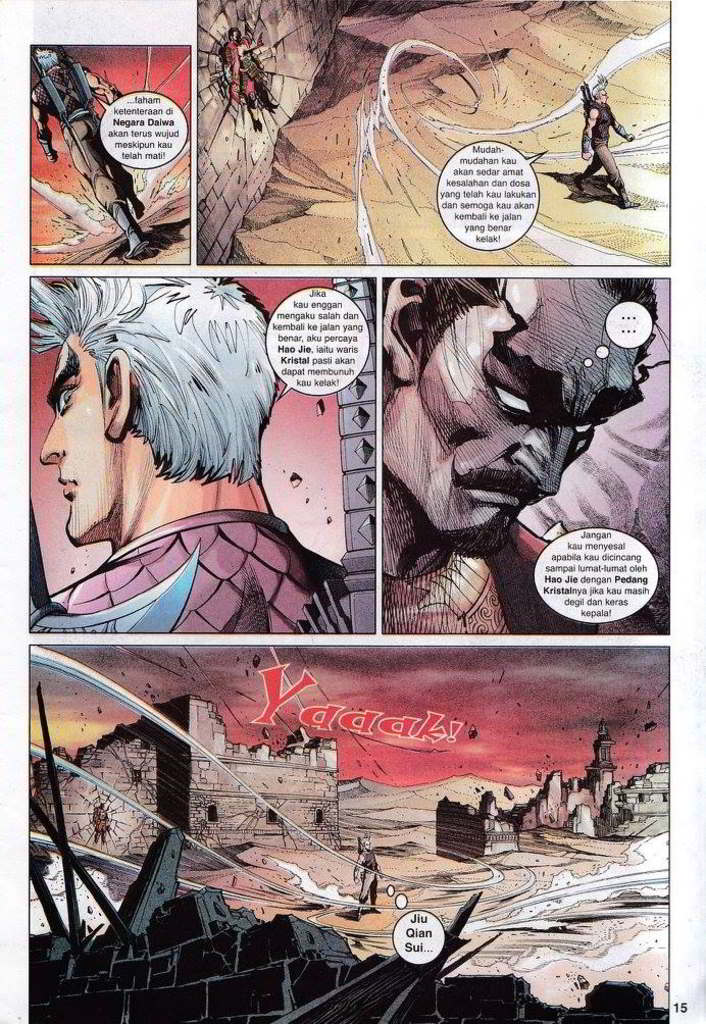 ...faham
ketenteraan di
Negara Daiwa
akan terus wujud
meskipun kau
telah mati!
Mudah-
mudahan kau
akan sedar amat
kesalahan dan dosa
yang telah kau lakukan
dan semoga kau akan
kembali ke jalan
yang benar
kelak!
Jika
kau enggan
mengaku salah dan
kembali ke jalan yang
benar, aku percaya
Hao Jie, iaitu waris
Kristal pasti akan
dapat membunuh
kau kelak!
...
...
Jangan
kau menyesal
apabila kau dicincang
sampai lumat-lumat oleh
Hao Jie dengan Pedang
Kristalnya jika kau masih
degil dan keras
kepala!
Yaaak!
Jiu
Qian
Sui...
15